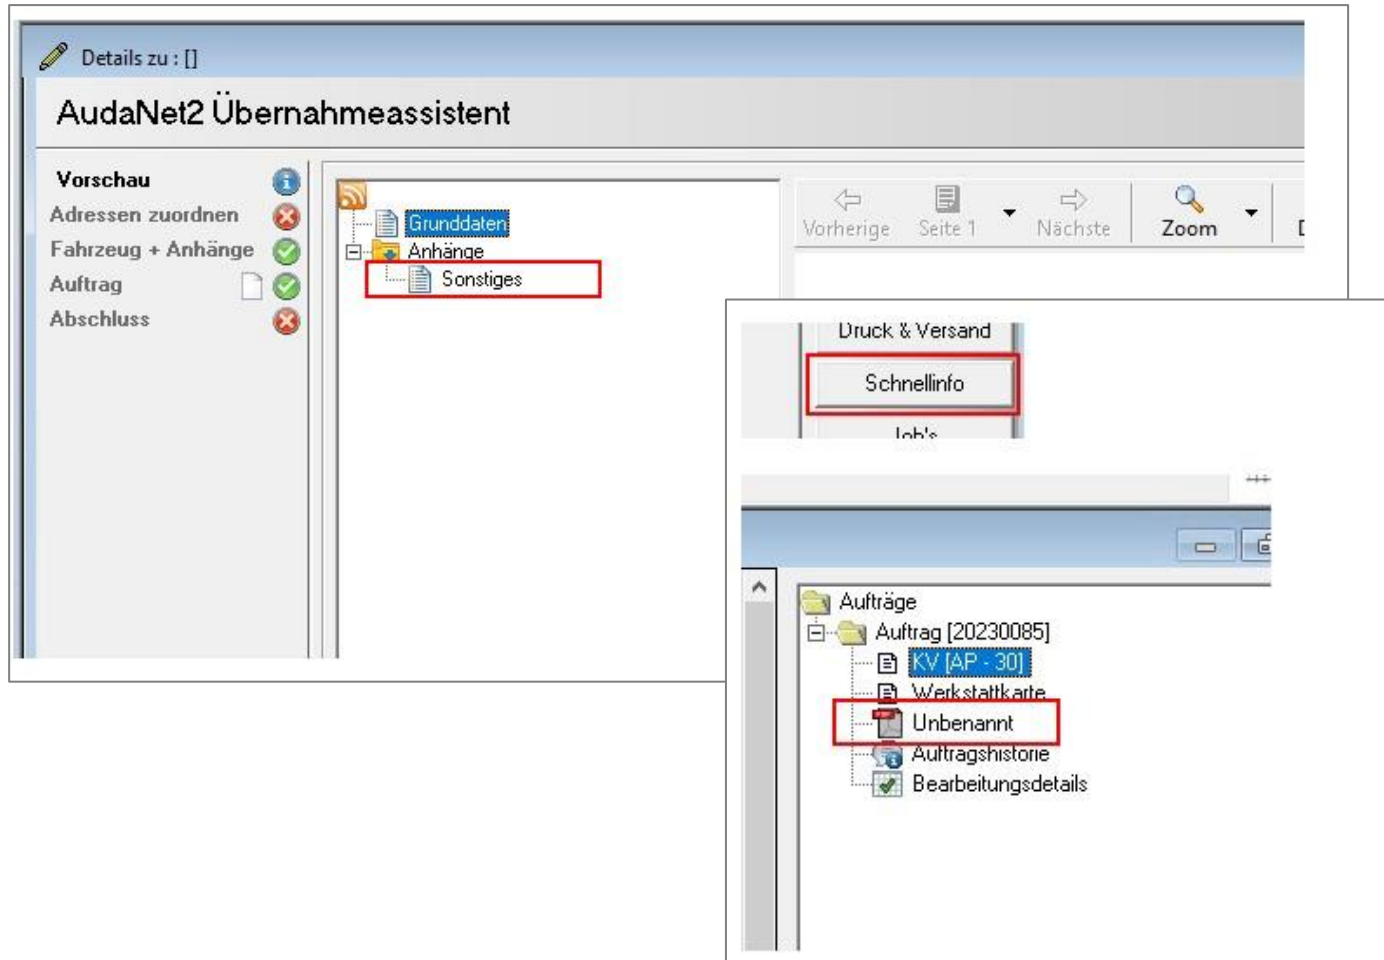 Details zu : []
AudaNet2 Übernahmeassistent
Vorschau
Adressen zuordnen
Fahrzeug + Anhänge
Auftrag
Abschluss
Grunddaten
Anhänge
Sonstiges
Vorherige
Seite 1
Nächste
Zoom
Druck & Versand
Schnellinfo
Job's
Aufträge
Auftrag [20230085]
KV [AP - 30]
Werkstattkarte
Unbenannt
Auftragshistorie
Bearbeitungsdetails